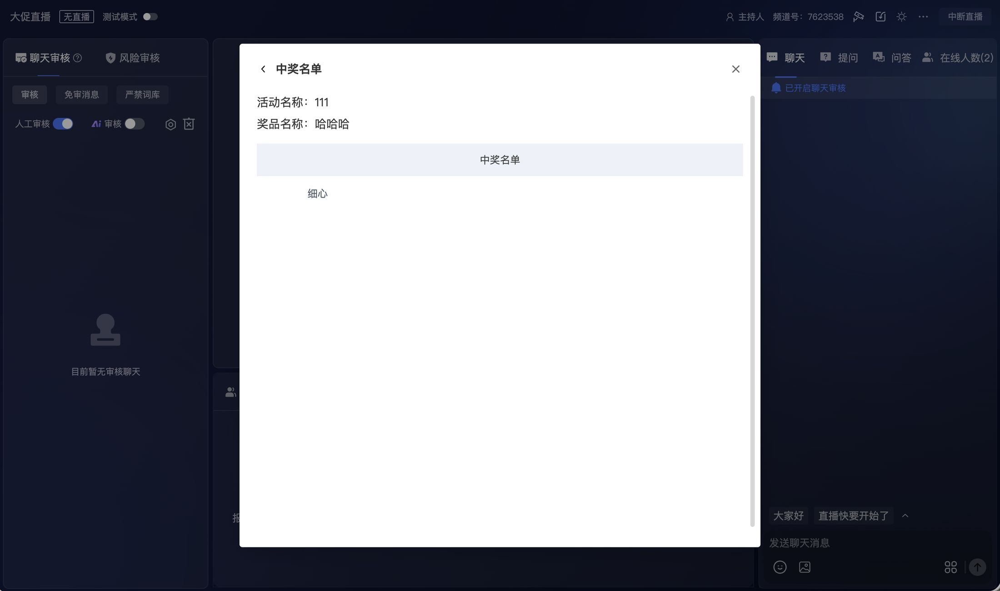 大促直播 无直播 测试模式
主持人 频道号：7623538 中断直播
聊天审核 风险审核
审核 免审消息 严禁词库
人工审核 Ai 审核
目前暂无审核聊天
中奖名单
活动名称：111
奖品名称：哈哈哈
中奖名单
细心
报
聊天 提问 问答 在线人数(2)
已开启聊天审核
大家好 直播快要开始了
发送聊天消息